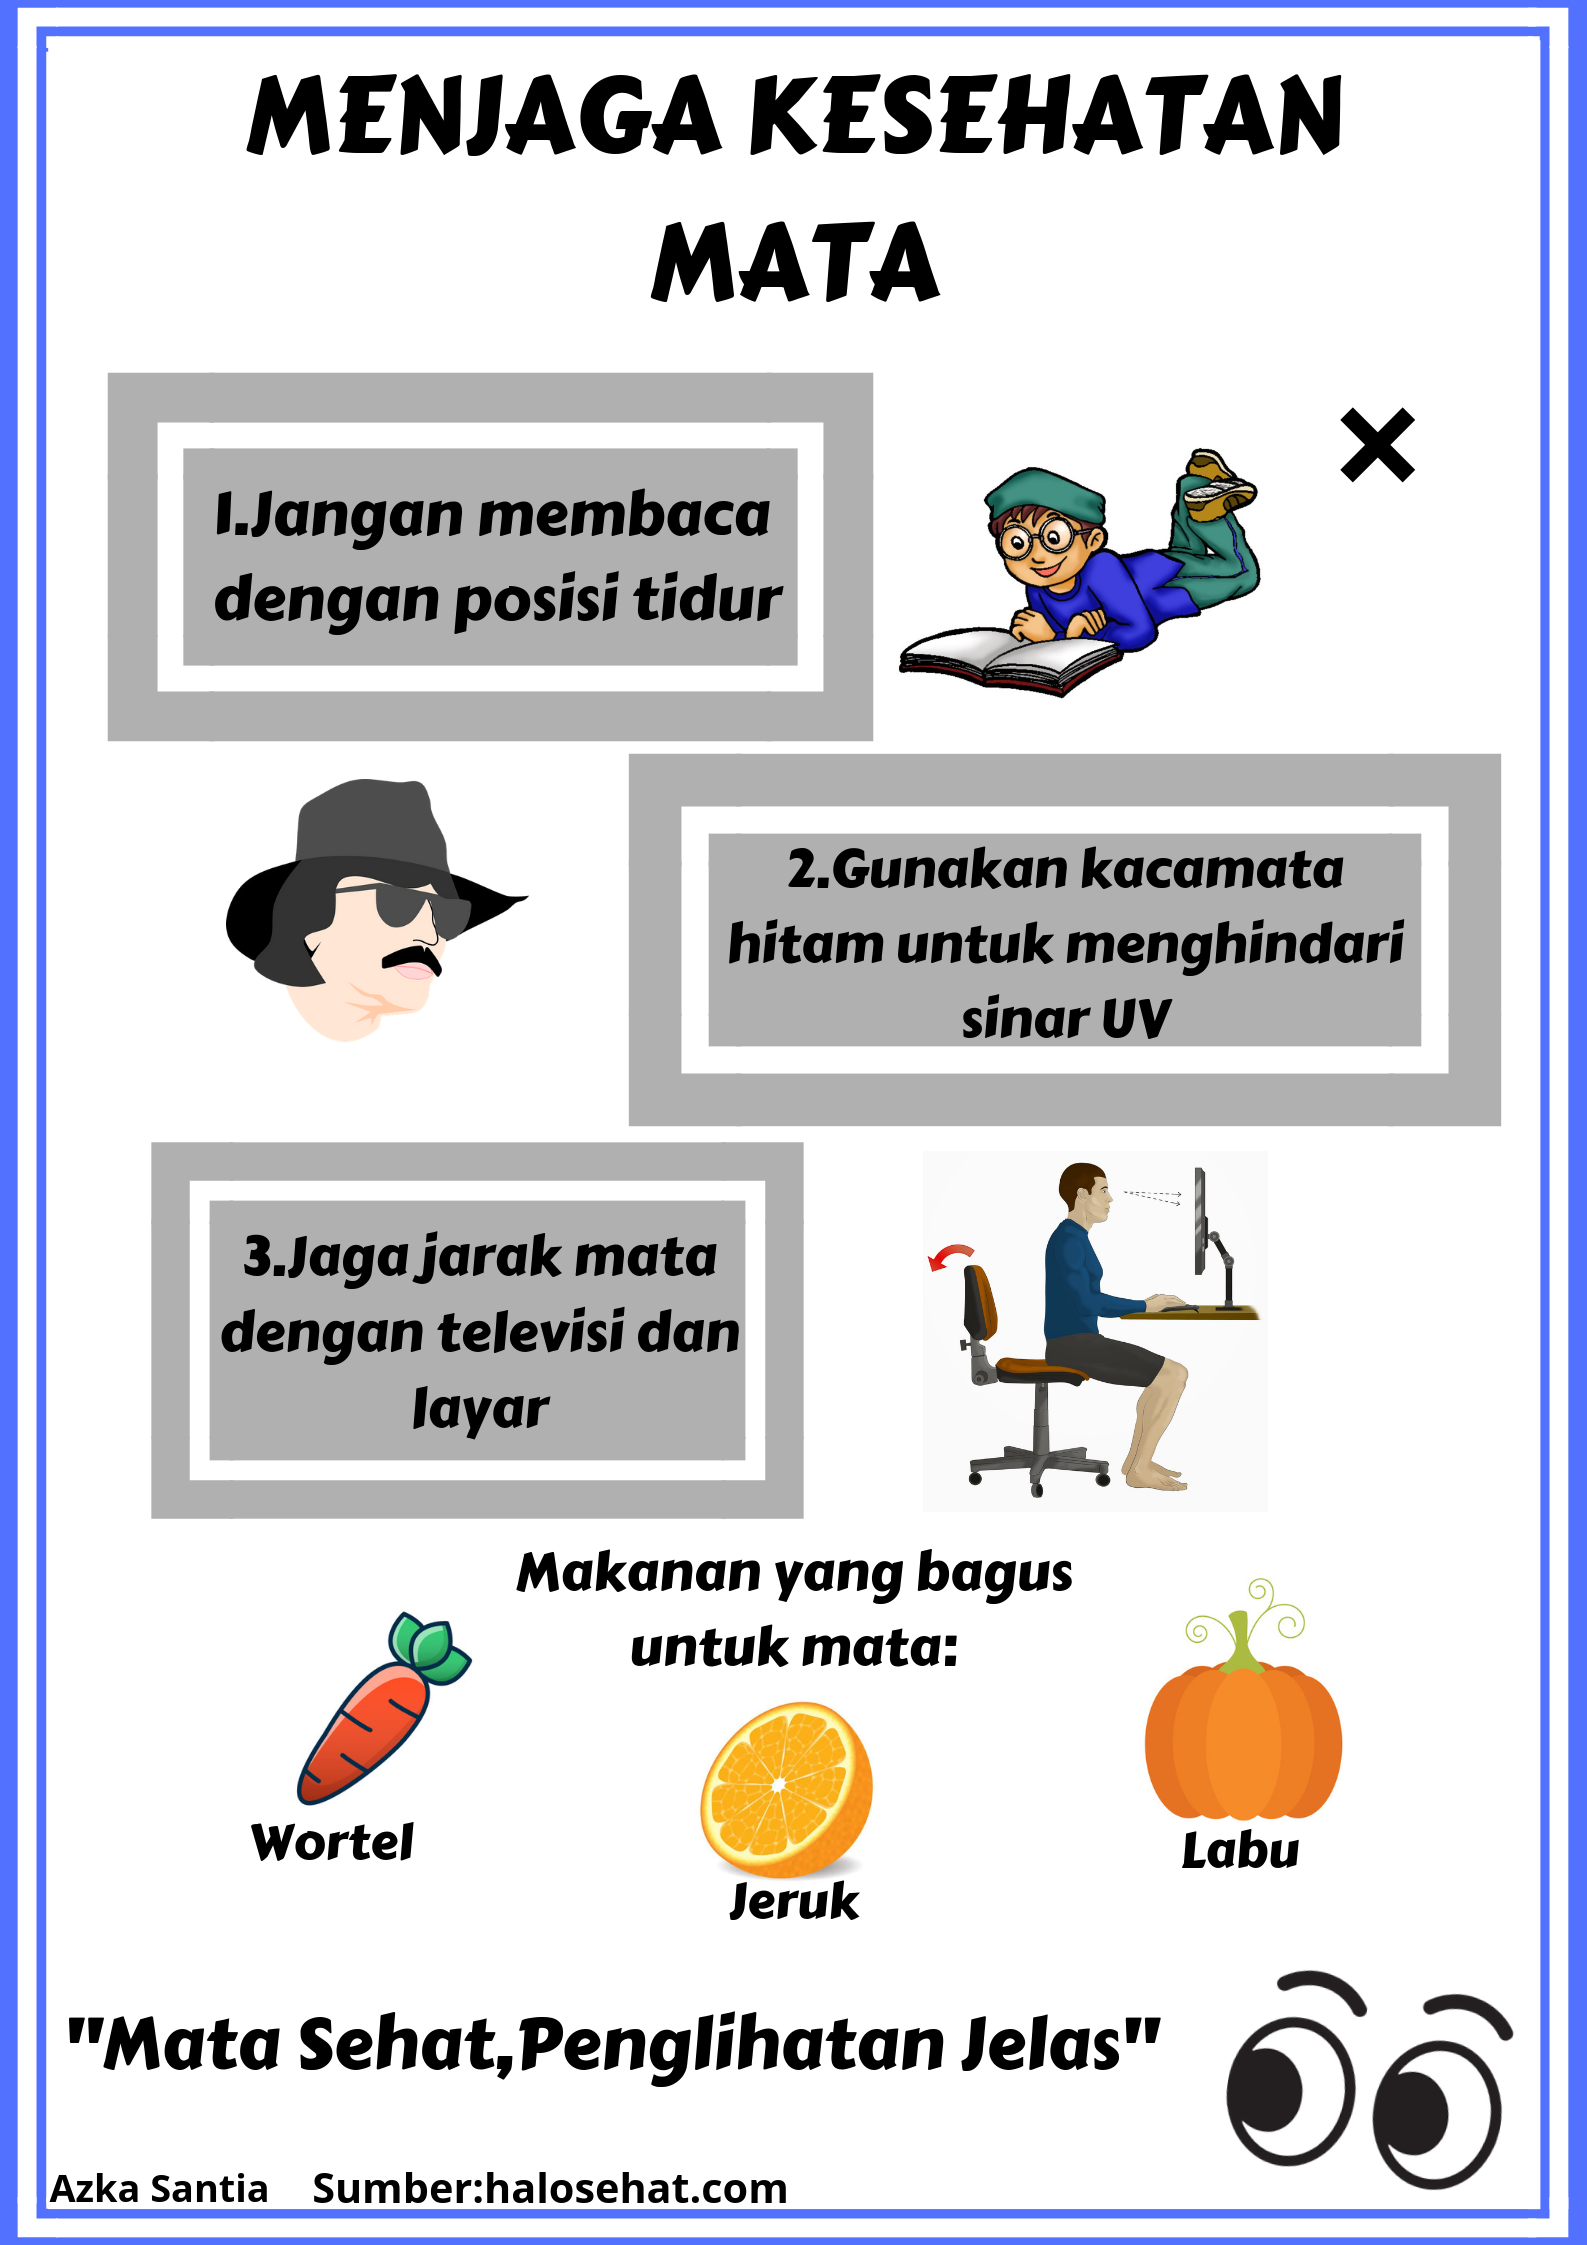 MENJAGA KESEHATAN
MATA
1.Jangan membaca
dengan posisi tidur
2.Gunakan kacamata
hitam untuk menghindari
sinar UV
3.Jaga jarak mata
dengan televisi dan
layar
Makanan yang bagus
untuk mata:
Wortel
Jeruk
Labu
"Mata Sehat,Penglihatan Jelas"
Azka Santia
Sumber:halosehat.com